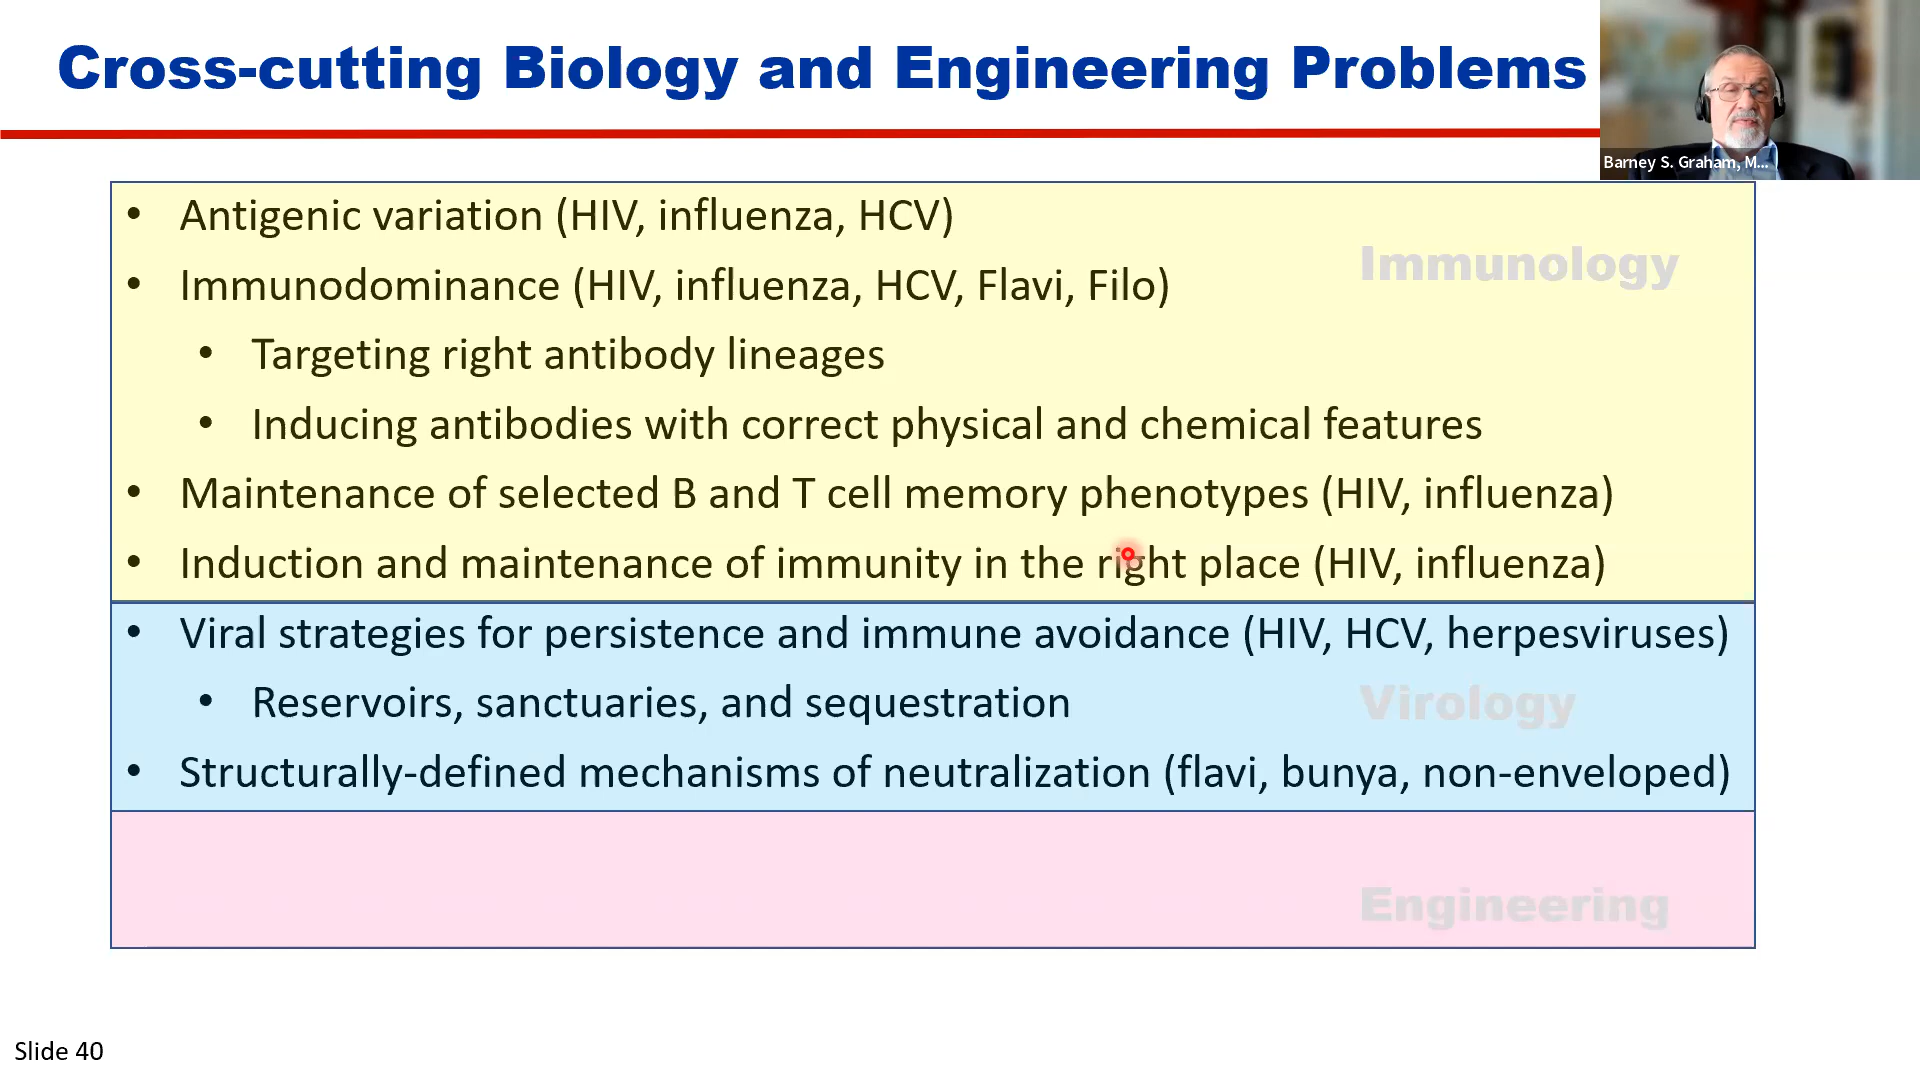 Cross-cutting Biology and Engineering Problems
Barney S. Graham, M...
• Antigenic variation (HIV, influenza, HCV)
Immunology
• Immunodominance (HIV, influenza, HCV, Flavi, Filo)
• Targeting right antibody lineages
• Inducing antibodies with correct physical and chemical features
• Maintenance of selected B and T cell memory phenotypes (HIV, influenza)
• Induction and maintenance of immunity in the right place (HIV, influenza)
• Viral strategies for persistence and immune avoidance (HIV, HCV, herpesviruses)
• Reservoirs, sanctuaries, and sequestration
Virology
• Structurally-defined mechanisms of neutralization (flavi, bunya, non-enveloped)
Engineering
Slide 40